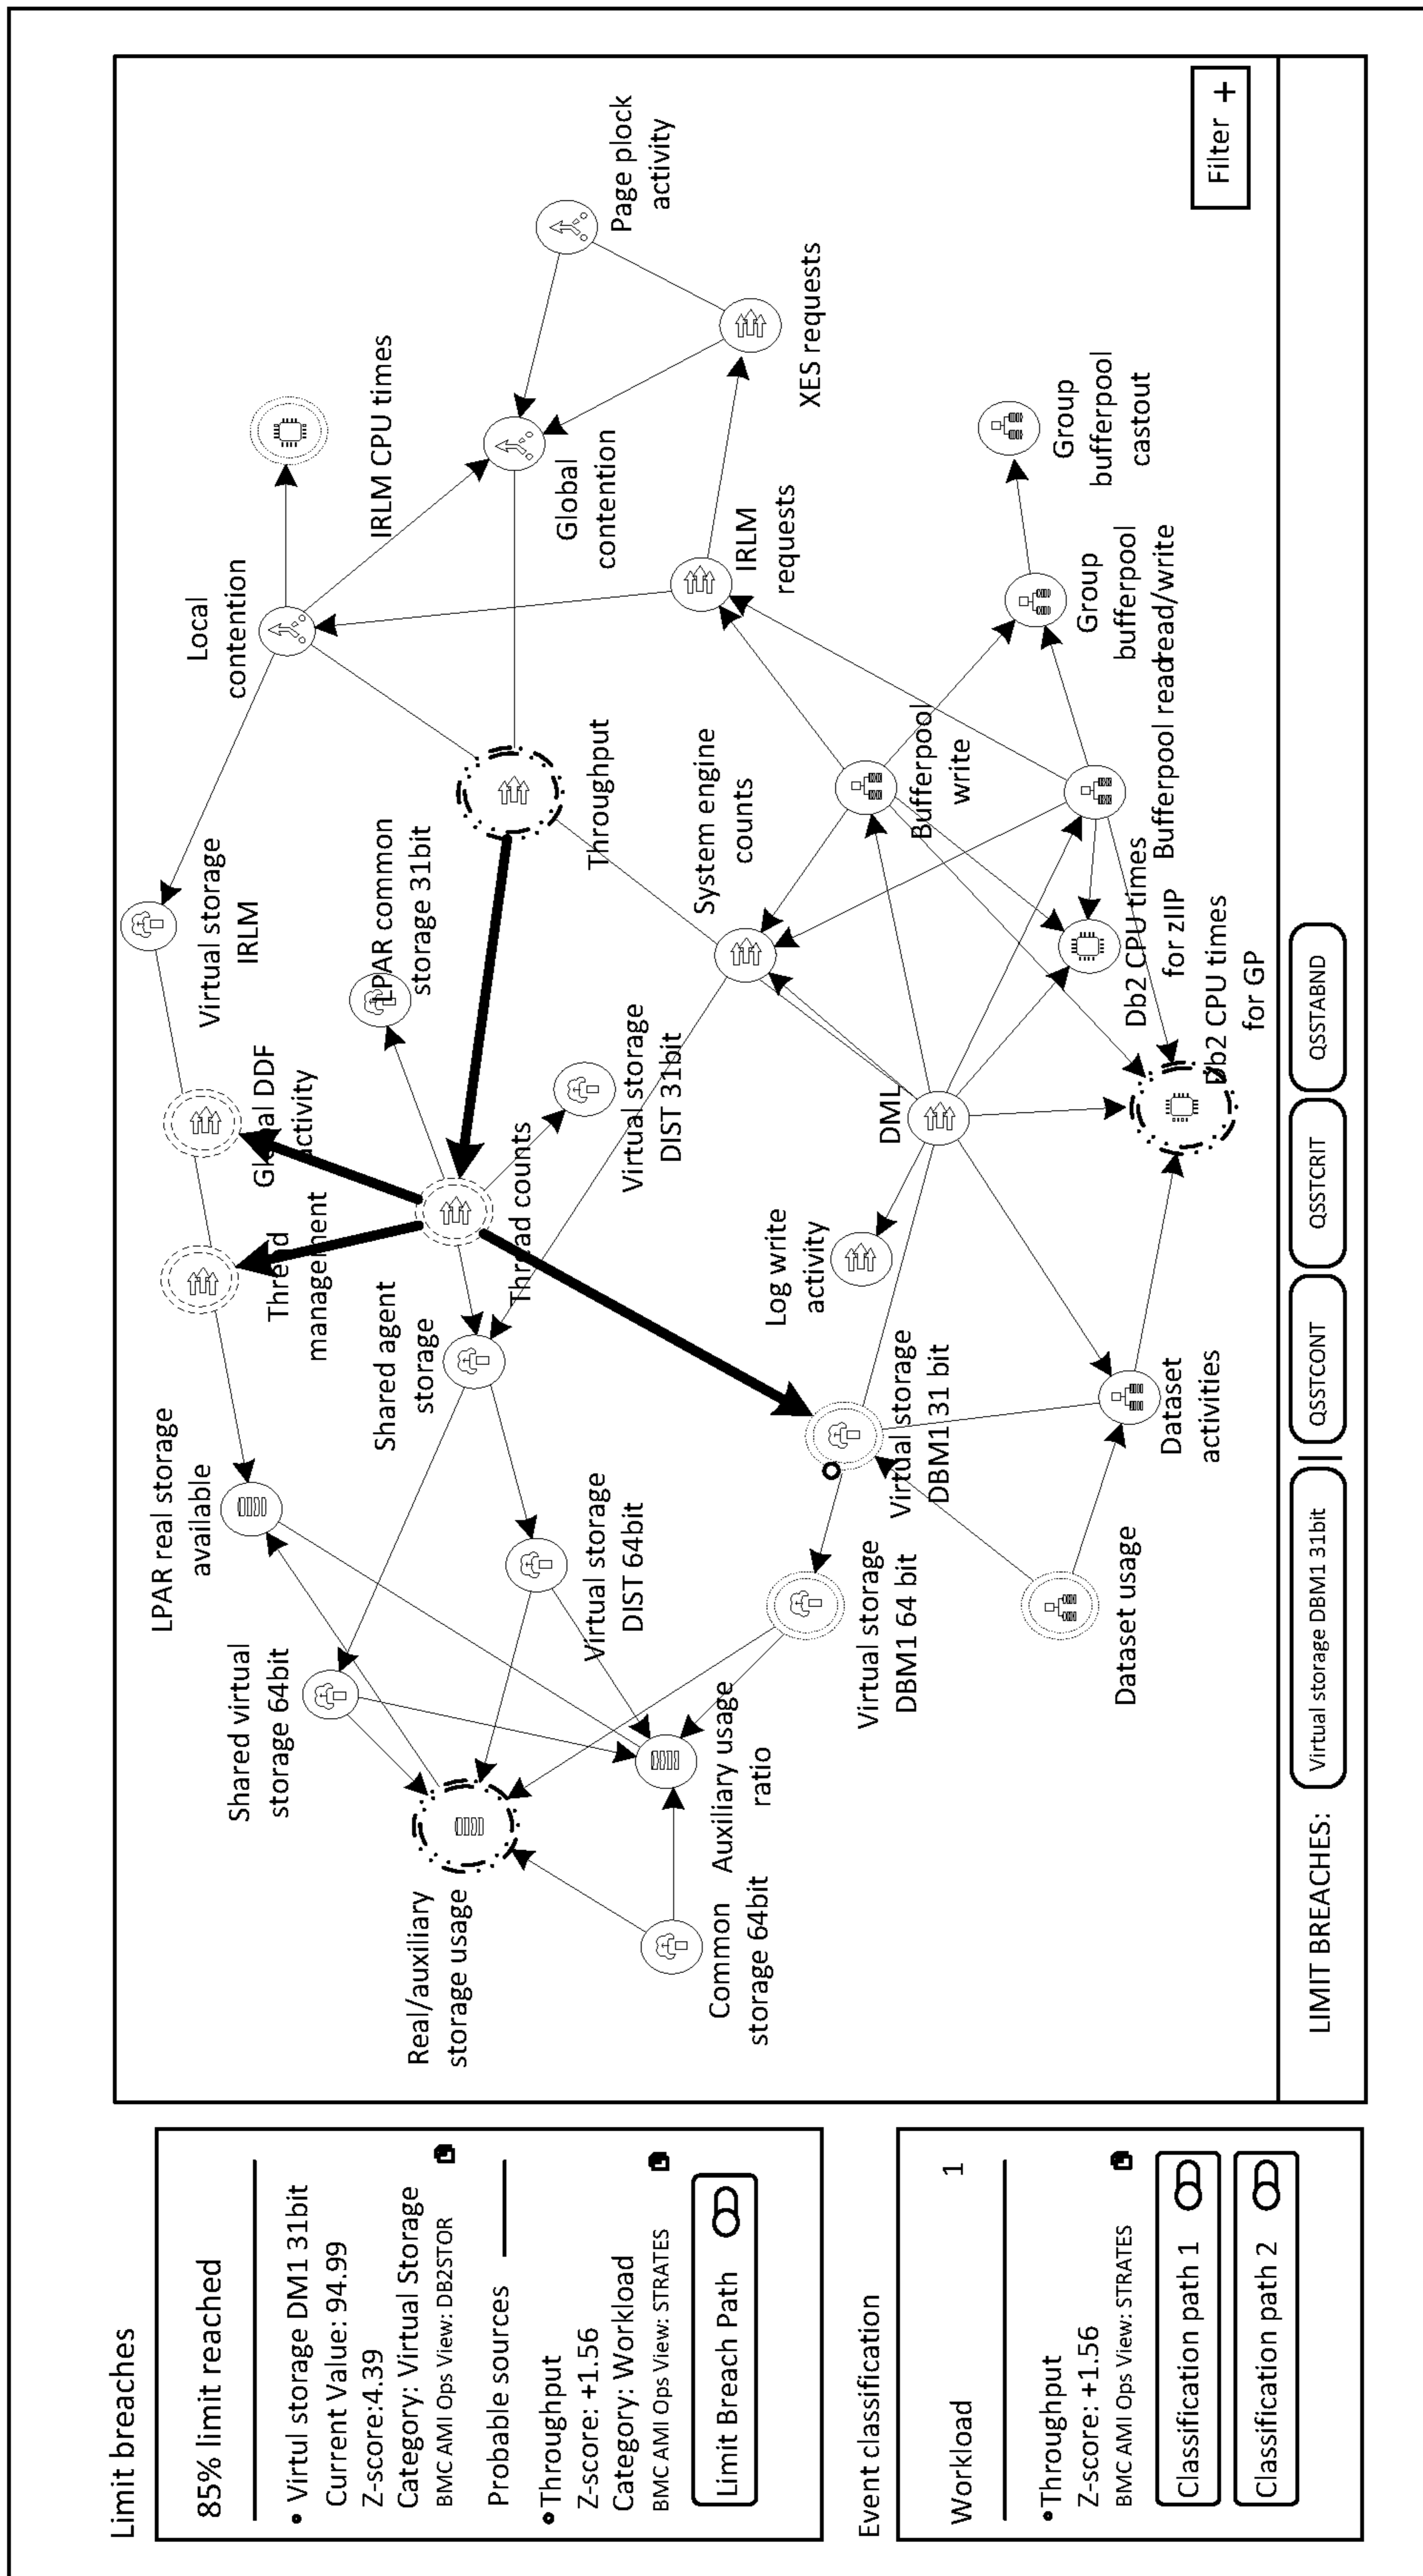 Limit breaches
85% limit reached
• Virtul storage DM1 31bit
Current Value: 94.99
Z-score:4.39
Category: Virtual Storage
BMC AMI Ops View: DB2STOR
Probable sources
•Throughput
Z-score: +1.56
Category: Workload
BMC AMI Ops View: STRATES
Limit Breach Path
Event classification
Workload 1
•Throughput
Z-score: +1.56
BMC AMI Ops View: STRATES
Classification path 1
Classification path 2
LPAR real storage
available
Shared virtual
storage 64bit
Real/auxiliary
storage usage
Common
storage 64bit
Auxiliary usage
ratio
Virtual storage
DIST 64bit
Shared agent
storage
Thread
management
Global DDF
activity
Virtual storage
IRLM
Thread counts
LPAR common
storage 31bit
Virtual storage
DIST 31bit
Local
contention
IRLM CPU times
Throughput
Global
contention
Page plock
activity
XES requests
IRLM
requests
System engine
counts
Bufferpool
write
Group
bufferpool
read/write
Group
bufferpool
castout
Bufferpool read
Db2 CPU times
for zIIP
Db2 CPU times
for GP
DML
Log write
activity
Virtual storage
DBM1 31 bit
Virtual storage
DBM1 64 bit
Dataset
activities
Dataset usage
Filter +
LIMIT BREACHES:
Virtual storage DBM1 31bit
QSSTCONT
QSSTCRIT
QSSTABND